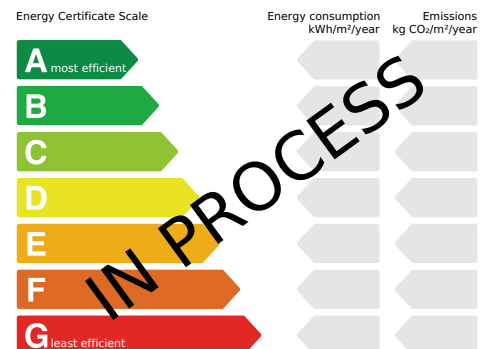 Energy Certificate Scale
Energy consumption
kWh/m²/year
Emissions
kg CO₂/m²/year
A most efficient
B
C
D
E
F
G least efficient
IN PROCESS